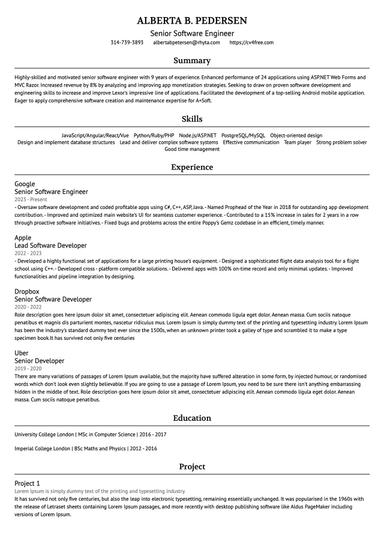 ALBERTA B. PEDERSEN
Senior Software Engineer
314-739-3893 albertabpetersen@rhyta.com https://cv4free.com
Summary
Highly-skilled and motivated senior software engineer with 9 years of experience. Enhanced performance of 24 applications using ASP.NET Web Forms and
MVC Razor. Increased revenue by 8% by analyzing and improving app monetization strategies. Seeking to draw on proven software development and
engineering skills to increase and improve Lexor's impressive line of applications. Facilitated the development of a top-selling Android mobile application.
Eager to apply comprehensive software creation and maintenance expertise for A+Soft.
Skills
JavaScript/Angular/React/Vue Python/Ruby/PHP Node.js/ASP.NET PostgreSQL/MySQL Object-oriented design
Design and implement database structures Lead and deliver complex software systems Effective communication Team player Strong problem solver
Good time management
Experience
Google
Senior Software Engineer
2023 - Present
- Oversaw software development and coded proftable apps using C#, C++, ASP, Java. - Named Prophead of the Year in 2018 for outstanding app development
contribution. - Improved and optimized main website's UI for seamless customer experience. - Contributed to a 15% increase in sales for 2 years in a row
through proactive software initiatives. - Fixed bugs and problems across the entire Poppy's Gemz codebase in an efficient, timely manner.
Apple
Lead Software Developer
2022 - 2023
- Developed a highly functional set of applications for a large printing house's equipment. - Designed a sophisticated flight data analysis tool for a flight
school using C++. - Developed cross - platform compatible solutions. - Delivered apps with 100% on-time record and only minimal updates. - Improved
functionalities and pipeline integration by designing.
Dropbox
Senior Software Developer
2020 - 2022
Role description goes here ipsum dolor sit amet, consectetuer adipiscing elit. Aenean commodo ligula eget dolor. Aenean massa. Cum sociis natoque
penatibus et magnis dis parturient montes, nascetur ridiculus mus. Lorem Ipsum is simply dummy text of the printing and typesetting industry. Lorem Ipsum
has been the industry's standard dummy text ever since the 1500s, when an unknown printer took a galley of type and scrambled it to make a type
specimen book.It has survived not only five centuries
Uber
Senior Developer
2019 - 2020
There are many variations of passages of Lorem Ipsum available, but the majority have suffered alteration in some form, by injected humour, or randomised
words which don't look even slightly believable. If you are going to use a passage of Lorem Ipsum, you need to be sure there isn't anything embarrassing
hidden in the middle of text. Role description goes here ipsum dolor sit amet, consectetuer adipiscing elit. Aenean commodo ligula eget dolor. Aenean
massa. Cum sociis natoque penatibus.
Education
University College London | MSc in Computer Science | 2016 - 2017
Imperial College London | BSc Maths and Physics | 2012 - 2016
Project
Project 1
Lorem Ipsum is simply dummy text of the printing and typesetting industry
It has survived not only five centuries, but also the leap into electronic typesetting, remaining essentially unchanged. It was popularised in the 1960s with
the release of Letraset sheets containing Lorem Ipsum passages, and more recently with desktop publishing software like Aldus PageMaker including
versions of Lorem Ipsum.